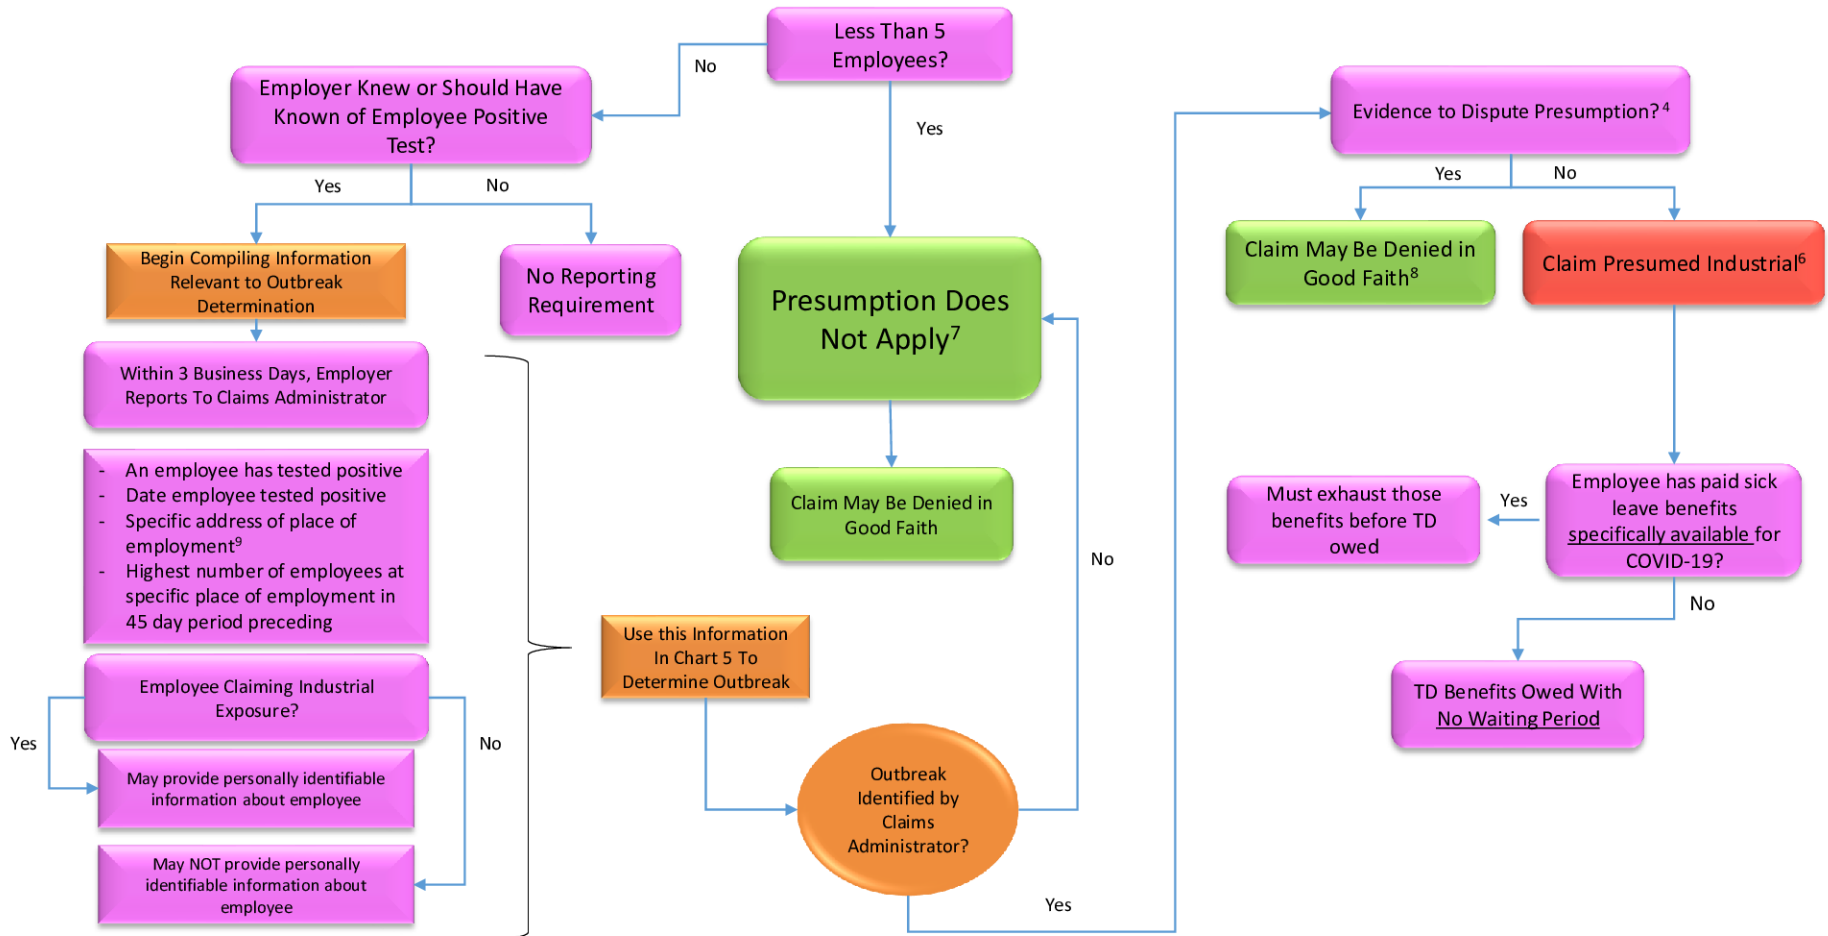 Less Than 5
Employees?
No
Yes
Employer Knew or Should Have
Known of Employee Positive
Test?
Yes
No
Begin Compiling Information
Relevant to Outbreak
Determination
No Reporting
Requirement
Within 3 Business Days, Employer
Reports To Claims Administrator
- An employee has tested positive
- Date employee tested positive
- Specific address of place of
employment⁹
- Highest number of employees at
specific place of employment in
45 day period preceding
Employee Claiming Industrial
Exposure?
Yes
No
May provide personally identifiable
information about employee
May NOT provide personally
identifiable information about
employee
Presumption Does
Not Apply⁷
Claim May Be Denied in
Good Faith
Use this Information
In Chart 5 To
Determine Outbreak
Outbreak
Identified by
Claims
Administrator?
No
Yes
Evidence to Dispute Presumption? ⁴
Yes
No
Claim May Be Denied in
Good Faith⁸
Claim Presumed Industrial⁶
Employee has paid sick
leave benefits
specifically available for
COVID-19?
Yes
Must exhaust those
benefits before TD
owed
No
TD Benefits Owed With
No Waiting Period